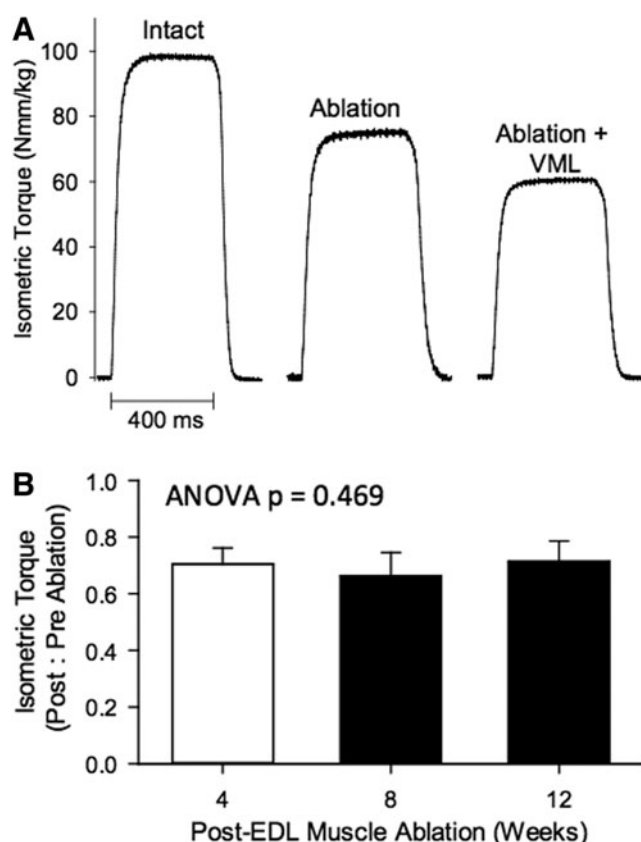 A
Isometric Torque (Nmm/kg)
100
80
60
40
20
0
Intact
Ablation
Ablation +
VML
400 ms
B
Isometric Torque
(Post : Pre Ablation)
1.0
0.8
0.6
0.4
0.2
0.0
ANOVA p = 0.469
4 8 12
Post-EDL Muscle Ablation (Weeks)